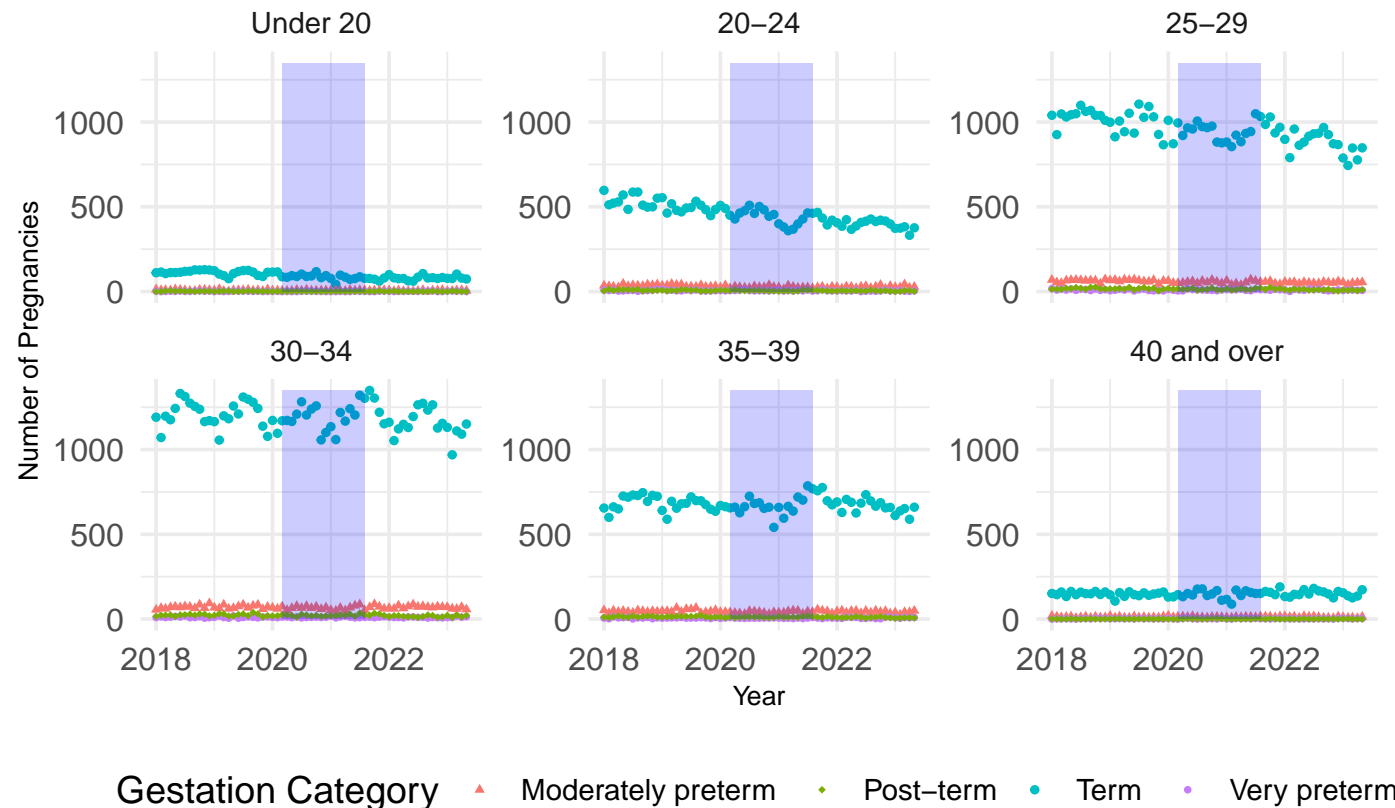 Under 20
20–24
25–29
1000
500
0
1000
500
0
1000
500
0
Number of Pregnancies
30–34
35–39
40 and over
1000
500
0
1000
500
0
1000
500
0
2018 2020 2022
2018 2020 2022
2018 2020 2022
Year
Gestation Category Moderately preterm Post–term Term Very preterm